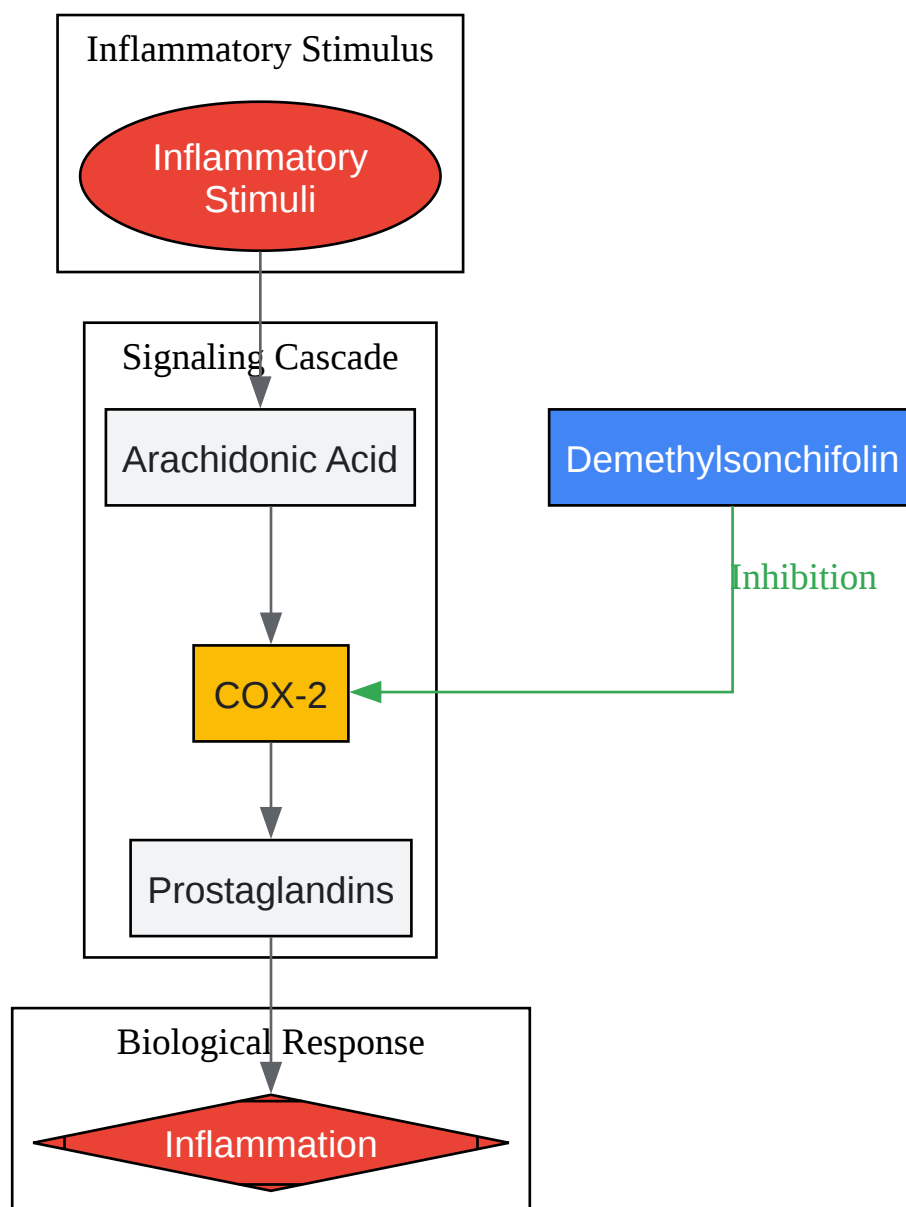 Inflammatory Stimulus
Inflammatory
Stimuli
Signaling Cascade
Arachidonic Acid
Demethylsonchifolin
Inhibition
COX-2
Prostaglandins
Biological Response
Inflammation